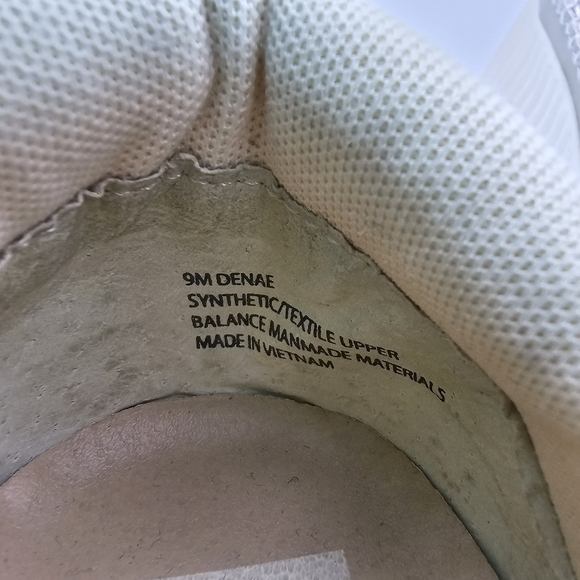 9M DENAE
SYNTHETIC/TEXTILE UPPER
BALANCE MANMADE MATERIALS
MADE IN VIETNAM